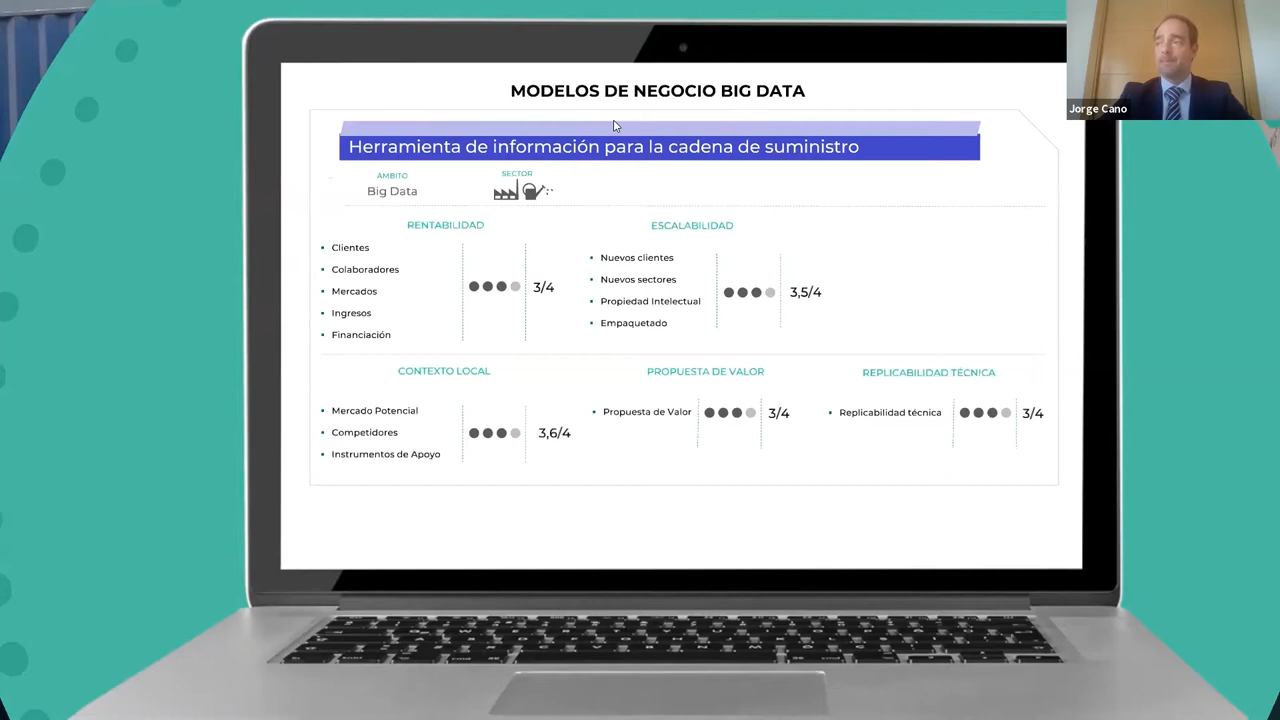 Jorge Cano
MODELOS DE NEGOCIO BIG DATA
Herramienta de información para la cadena de suministro
ÁMBITO
Big Data
SECTOR
RENTABILIDAD
Clientes
Colaboradores
Mercados
Ingresos
Financiación
3/4
ESCALABILIDAD
Nuevos clientes
Nuevos sectores
Propiedad Intelectual
Empaquetado
3,5/4
CONTEXTO LOCAL
Mercado Potencial
Competidores
Instrumentos de Apoyo
3,6/4
PROPUESTA DE VALOR
Propuesta de Valor
3/4
REPLICABILIDAD TÉCNICA
Replicabilidad técnica
3/4